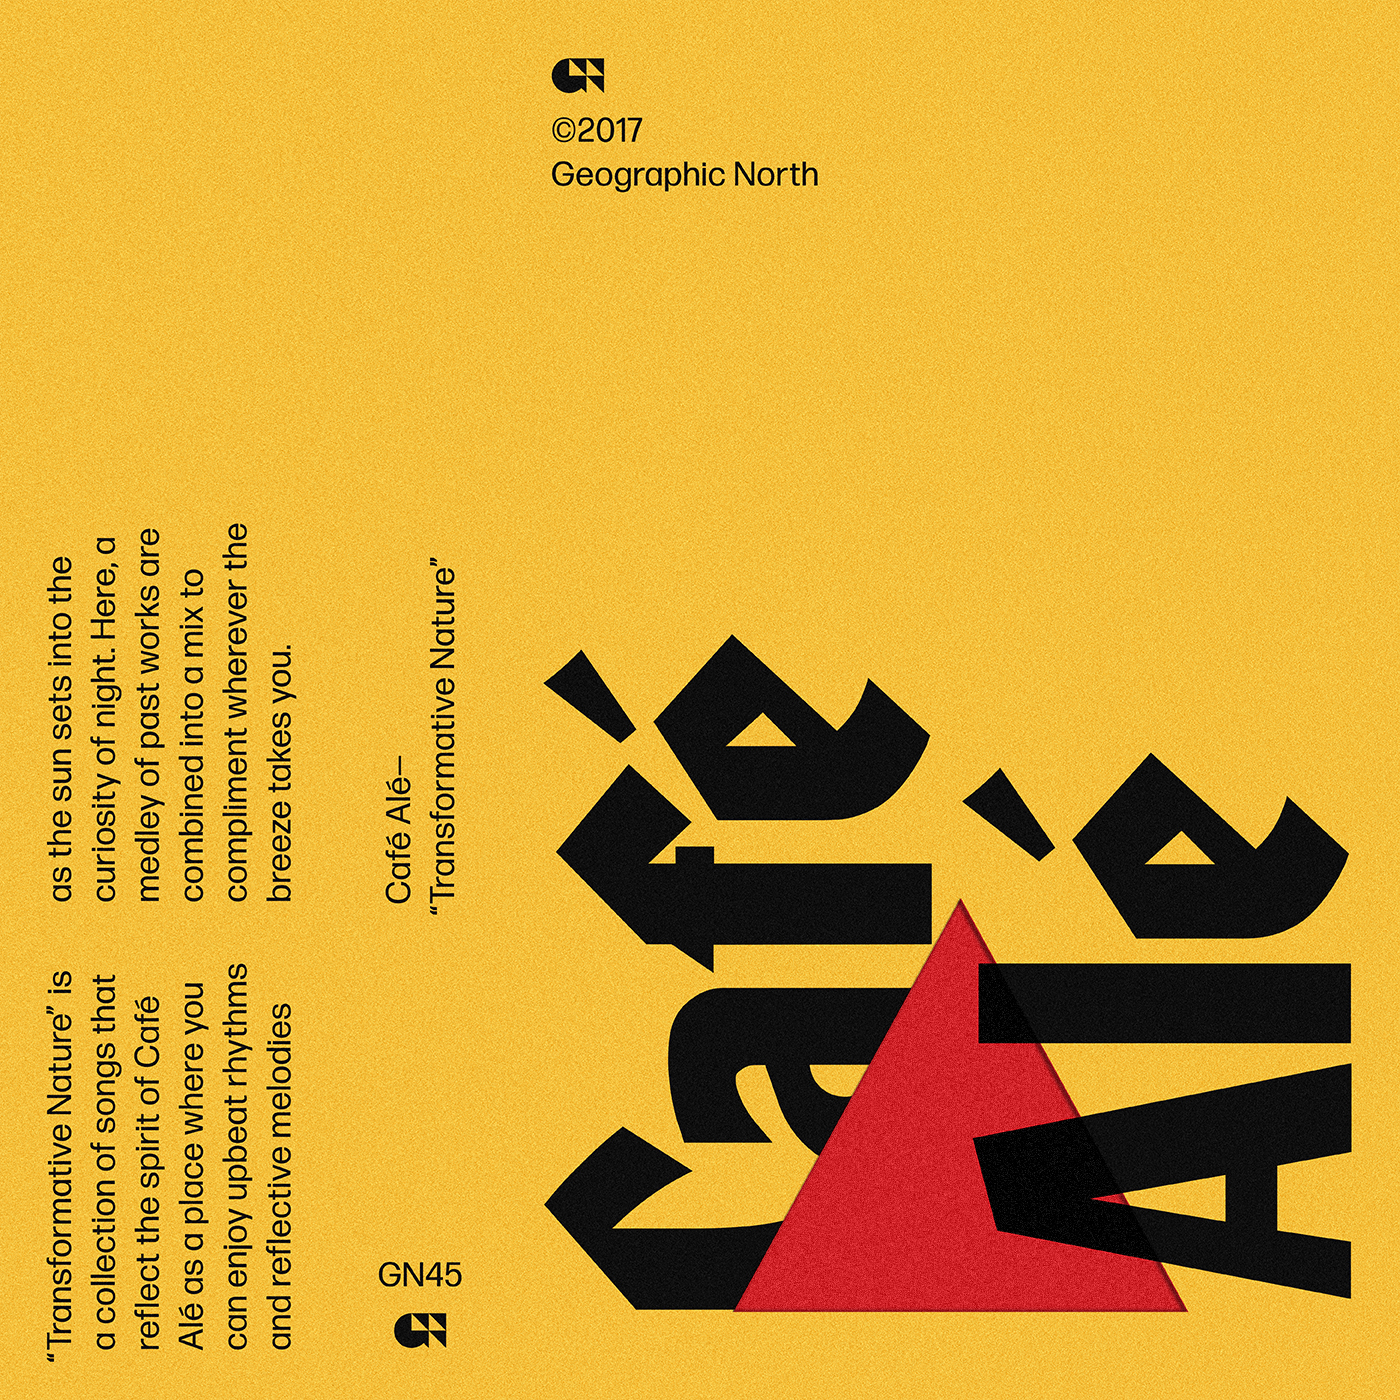 ©2017
Geographic North
“Transformative Nature” is
a collection of songs that
reflect the spirit of Café
Alé as a place where you
can enjoy upbeat rhythms
and reflective melodies
as the sun sets into the
curiosity of night. Here, a
medley of past works are
combined into a mix to
compliment wherever the
breeze takes you.
GN45
Café Alé—
“Transformative Nature”
Café
Alé